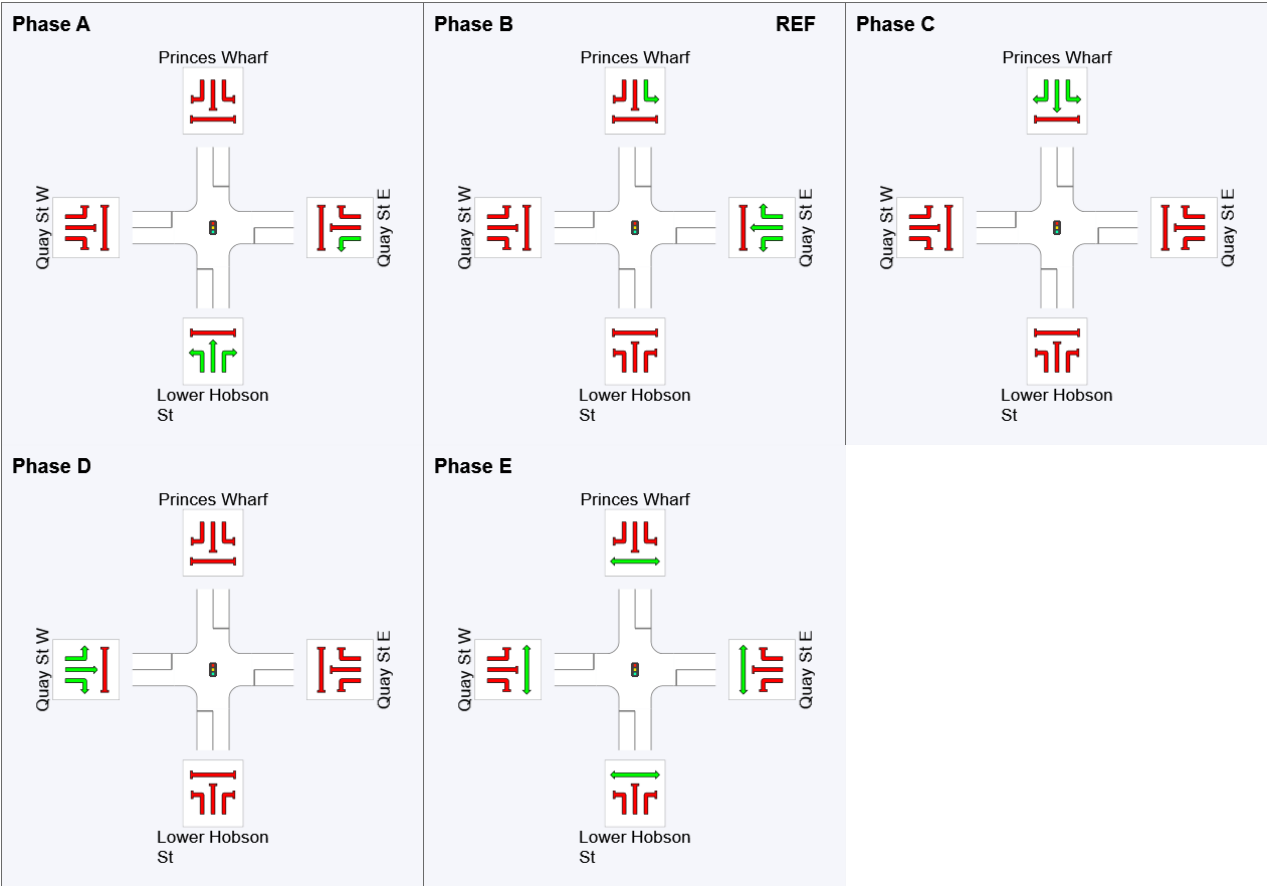 Phase A
Princes Wharf
Quay St W
Quay St E
Lower Hobson
St
Phase B
REF
Princes Wharf
Quay St W
Quay St E
Lower Hobson
St
Phase C
Princes Wharf
Quay St W
Quay St E
Lower Hobson
St
Phase D
Princes Wharf
Quay St W
Quay St E
Lower Hobson
St
Phase E
Princes Wharf
Quay St W
Quay St E
Lower Hobson
St